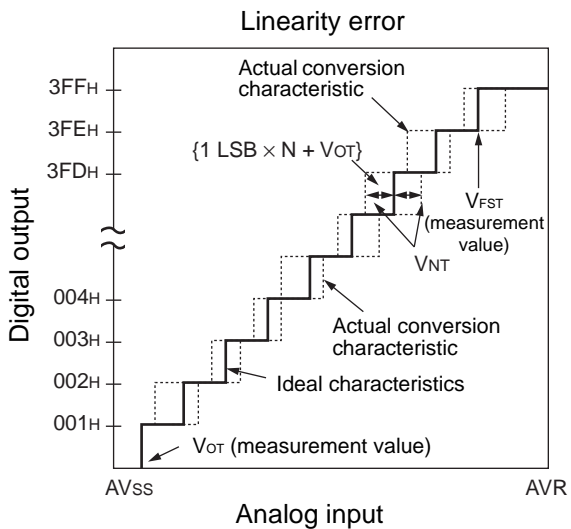 Linearity error
3FFH
3FEH
3FDH
004H
003H
002H
001H
Digital output
Actual conversion
characteristic
{1 LSB × N + VOT}
VFST
(measurement
value)
VNT
Actual conversion
characteristic
Ideal characteristics
VOT (measurement value)
AVSS
AVR
Analog input